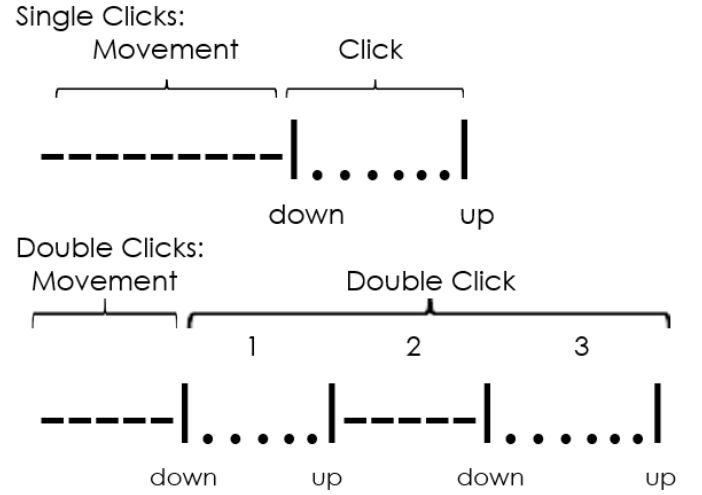 Single Clicks:
Movement Click
down up
Double Clicks:
Movement Double Click
1 2 3
down up down up